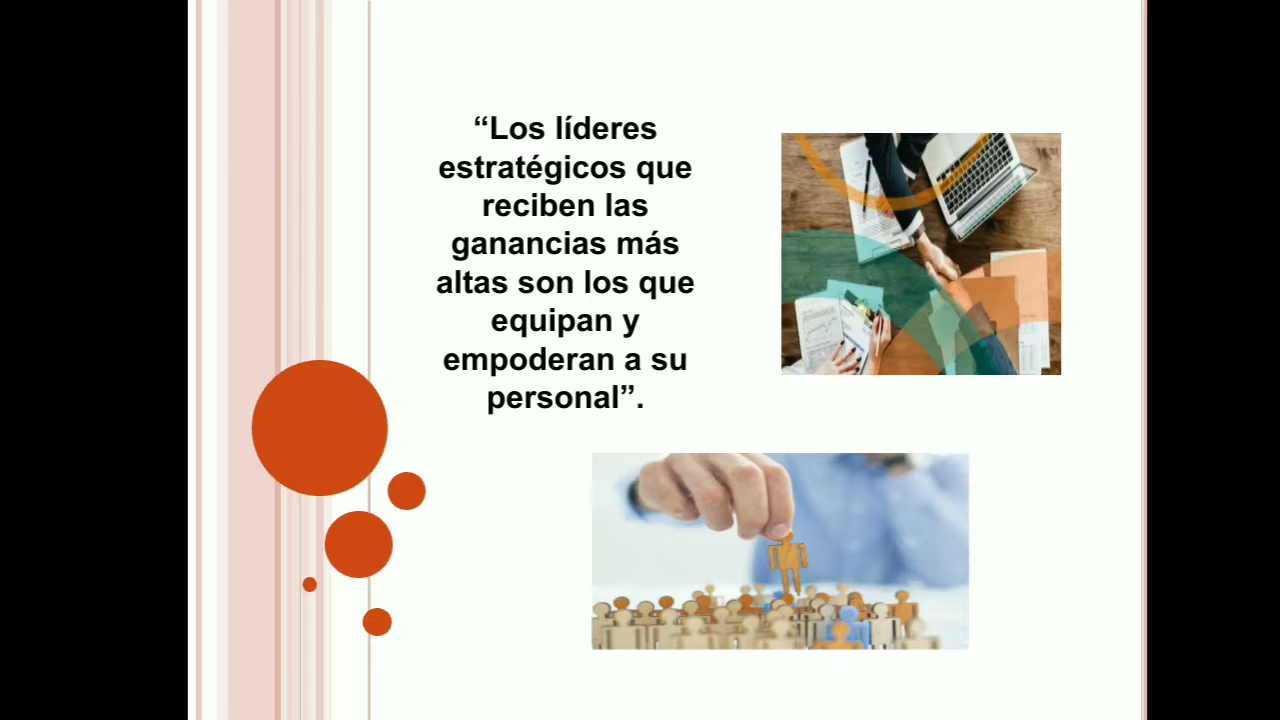 “Los líderes
estratégicos que
reciben las
ganancias más
altas son los que
equipan y
empoderan a su
personal”.